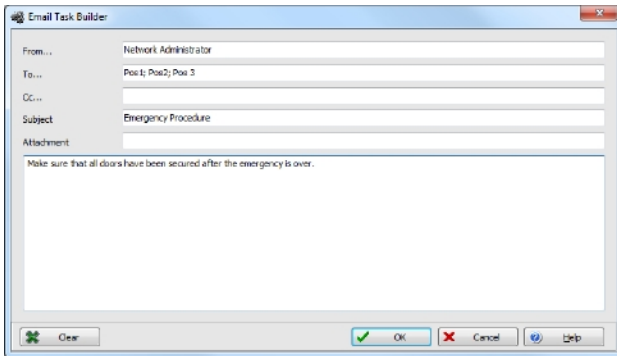 Email Task Builder
From... Network Administrator
To... Pos1; Pos2; Pos 3
Cc...
Subject Emergency Procedure
Attachment
Make sure that all doors have been secured after the emergency is over.
Clear OK Cancel Help